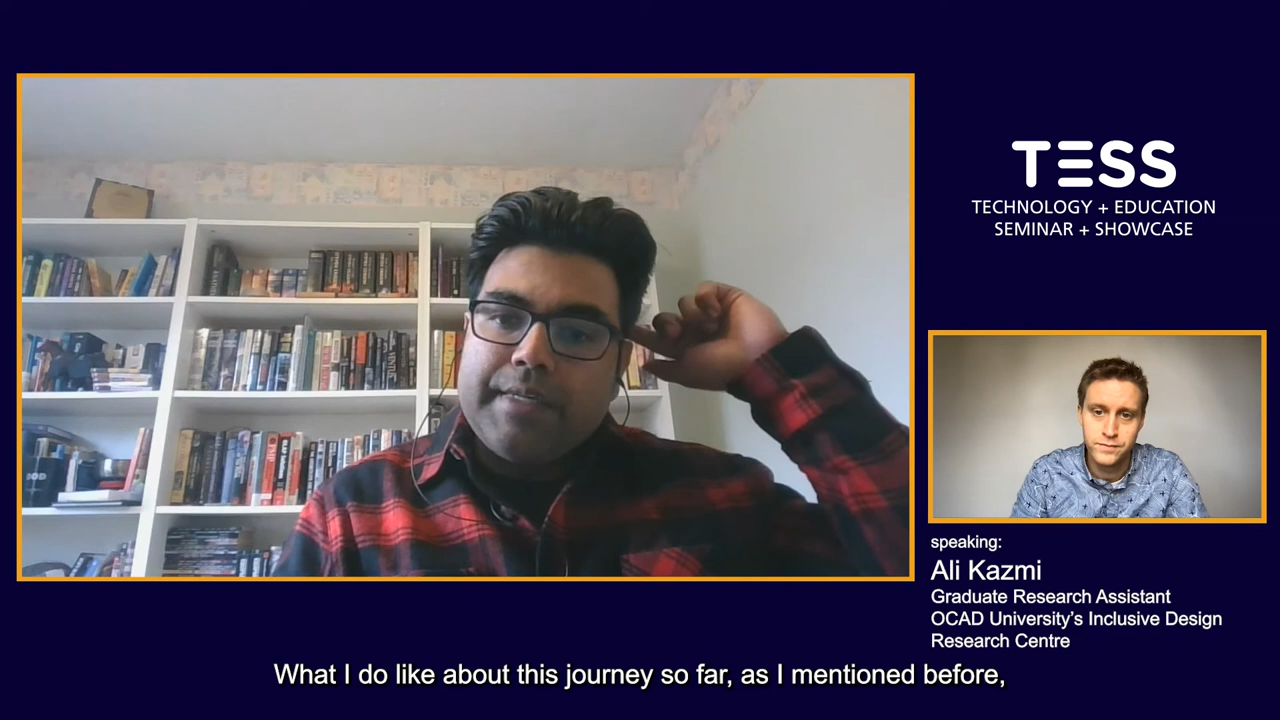 TESS
TECHNOLOGY + EDUCATION
SEMINAR + SHOWCASE
speaking:
Ali Kazmi
Graduate Research Assistant
OCAD University's Inclusive Design
Research Centre
What I do like about this journey so far, as I mentioned before,